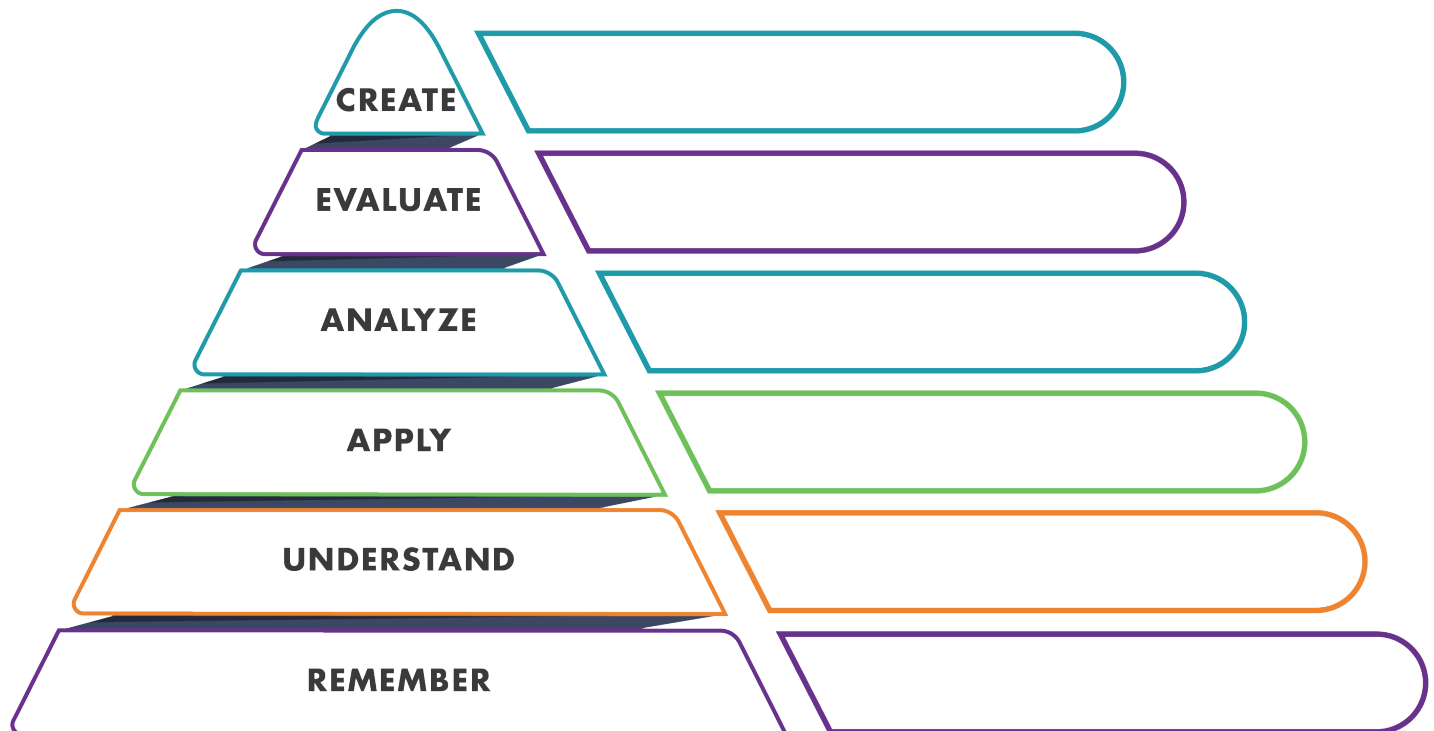 CREATE
EVALUATE
ANALYZE
APPLY
UNDERSTAND
REMEMBER